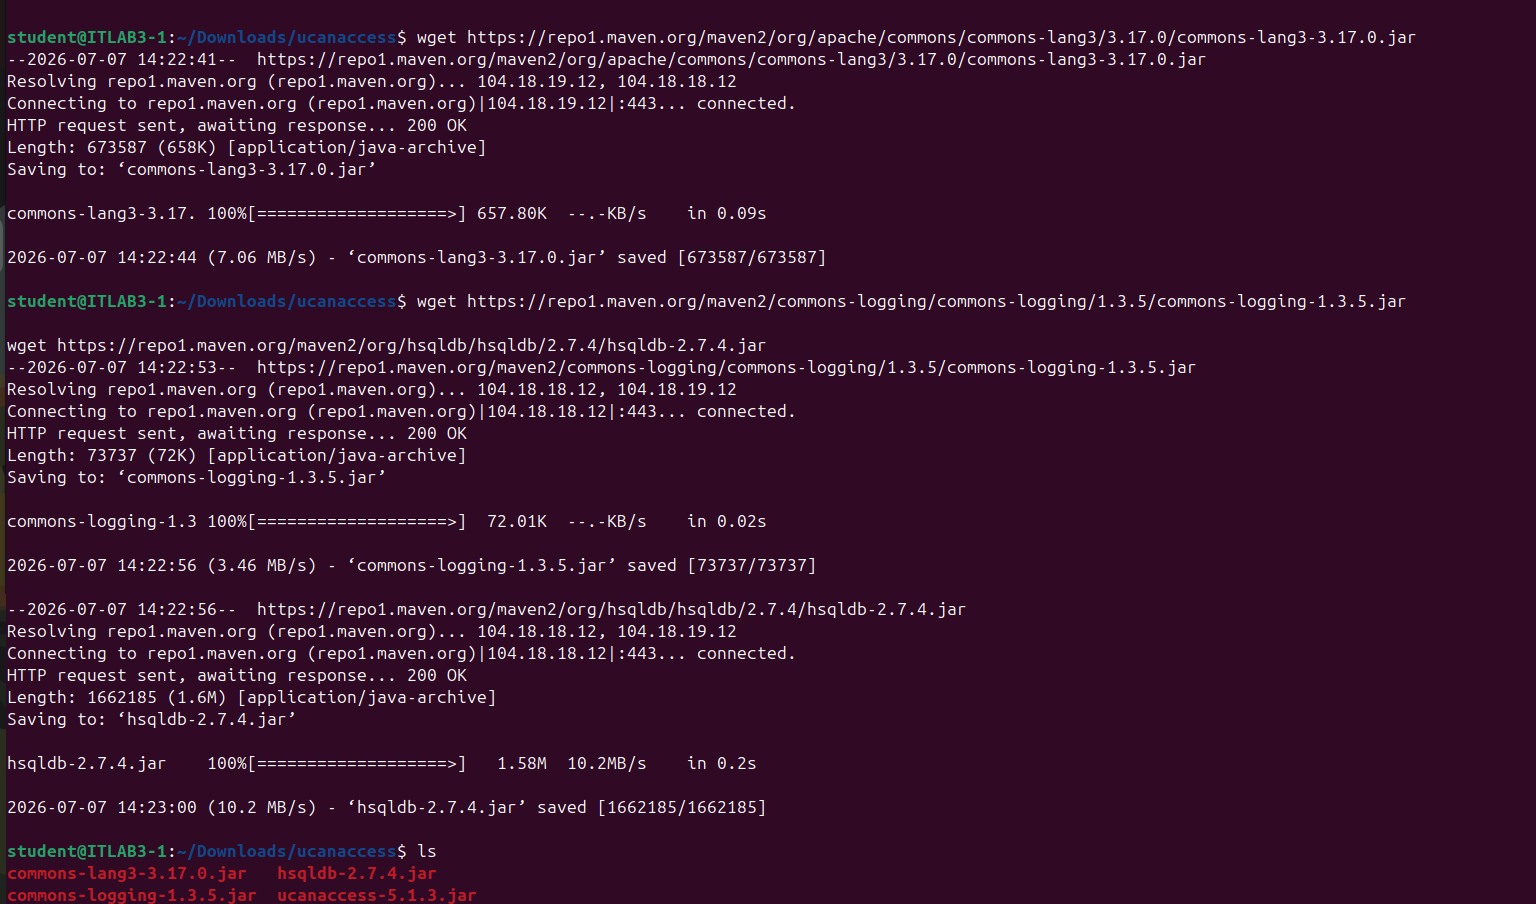 student@ITLAB3-1:~/Downloads/ucanaccess$ wget https://repo1.maven.org/maven2/org/apache/commons/commons-lang3/3.17.0/commons-lang3-3.17.0.jar
--2026-07-07 14:22:41--  https://repo1.maven.org/maven2/org/apache/commons/commons-lang3/3.17.0/commons-lang3-3.17.0.jar
Resolving repo1.maven.org (repo1.maven.org)... 104.18.19.12, 104.18.18.12
Connecting to repo1.maven.org (repo1.maven.org)|104.18.19.12|:443... connected.
HTTP request sent, awaiting response... 200 OK
Length: 673587 (658K) [application/java-archive]
Saving to: ‘commons-lang3-3.17.0.jar’
commons-lang3-3.17. 100%[===================>] 657.80K  --.-KB/s    in 0.09s
2026-07-07 14:22:44 (7.06 MB/s) - ‘commons-lang3-3.17.0.jar’ saved [673587/673587]
student@ITLAB3-1:~/Downloads/ucanaccess$ wget https://repo1.maven.org/maven2/commons-logging/commons-logging/1.3.5/commons-logging-1.3.5.jar
wget https://repo1.maven.org/maven2/org/hsqldb/hsqldb/2.7.4/hsqldb-2.7.4.jar
--2026-07-07 14:22:53--  https://repo1.maven.org/maven2/commons-logging/commons-logging/1.3.5/commons-logging-1.3.5.jar
Resolving repo1.maven.org (repo1.maven.org)... 104.18.18.12, 104.18.19.12
Connecting to repo1.maven.org (repo1.maven.org)|104.18.18.12|:443... connected.
HTTP request sent, awaiting response... 200 OK
Length: 73737 (72K) [application/java-archive]
Saving to: ‘commons-logging-1.3.5.jar’
commons-logging-1.3 100%[===================>]  72.01K  --.-KB/s    in 0.02s
2026-07-07 14:22:56 (3.46 MB/s) - ‘commons-logging-1.3.5.jar’ saved [73737/73737]
--2026-07-07 14:22:56--  https://repo1.maven.org/maven2/org/hsqldb/hsqldb/2.7.4/hsqldb-2.7.4.jar
Resolving repo1.maven.org (repo1.maven.org)... 104.18.18.12, 104.18.19.12
Connecting to repo1.maven.org (repo1.maven.org)|104.18.18.12|:443... connected.
HTTP request sent, awaiting response... 200 OK
Length: 1662185 (1.6M) [application/java-archive]
Saving to: ‘hsqldb-2.7.4.jar’
hsqldb-2.7.4.jar    100%[===================>]   1.58M  10.2MB/s    in 0.2s
2026-07-07 14:23:00 (10.2 MB/s) - ‘hsqldb-2.7.4.jar’ saved [1662185/1662185]
student@ITLAB3-1:~/Downloads/ucanaccess$ ls
commons-lang3-3.17.0.jar   hsqldb-2.7.4.jar
commons-logging-1.3.5.jar  ucanaccess-5.1.3.jar